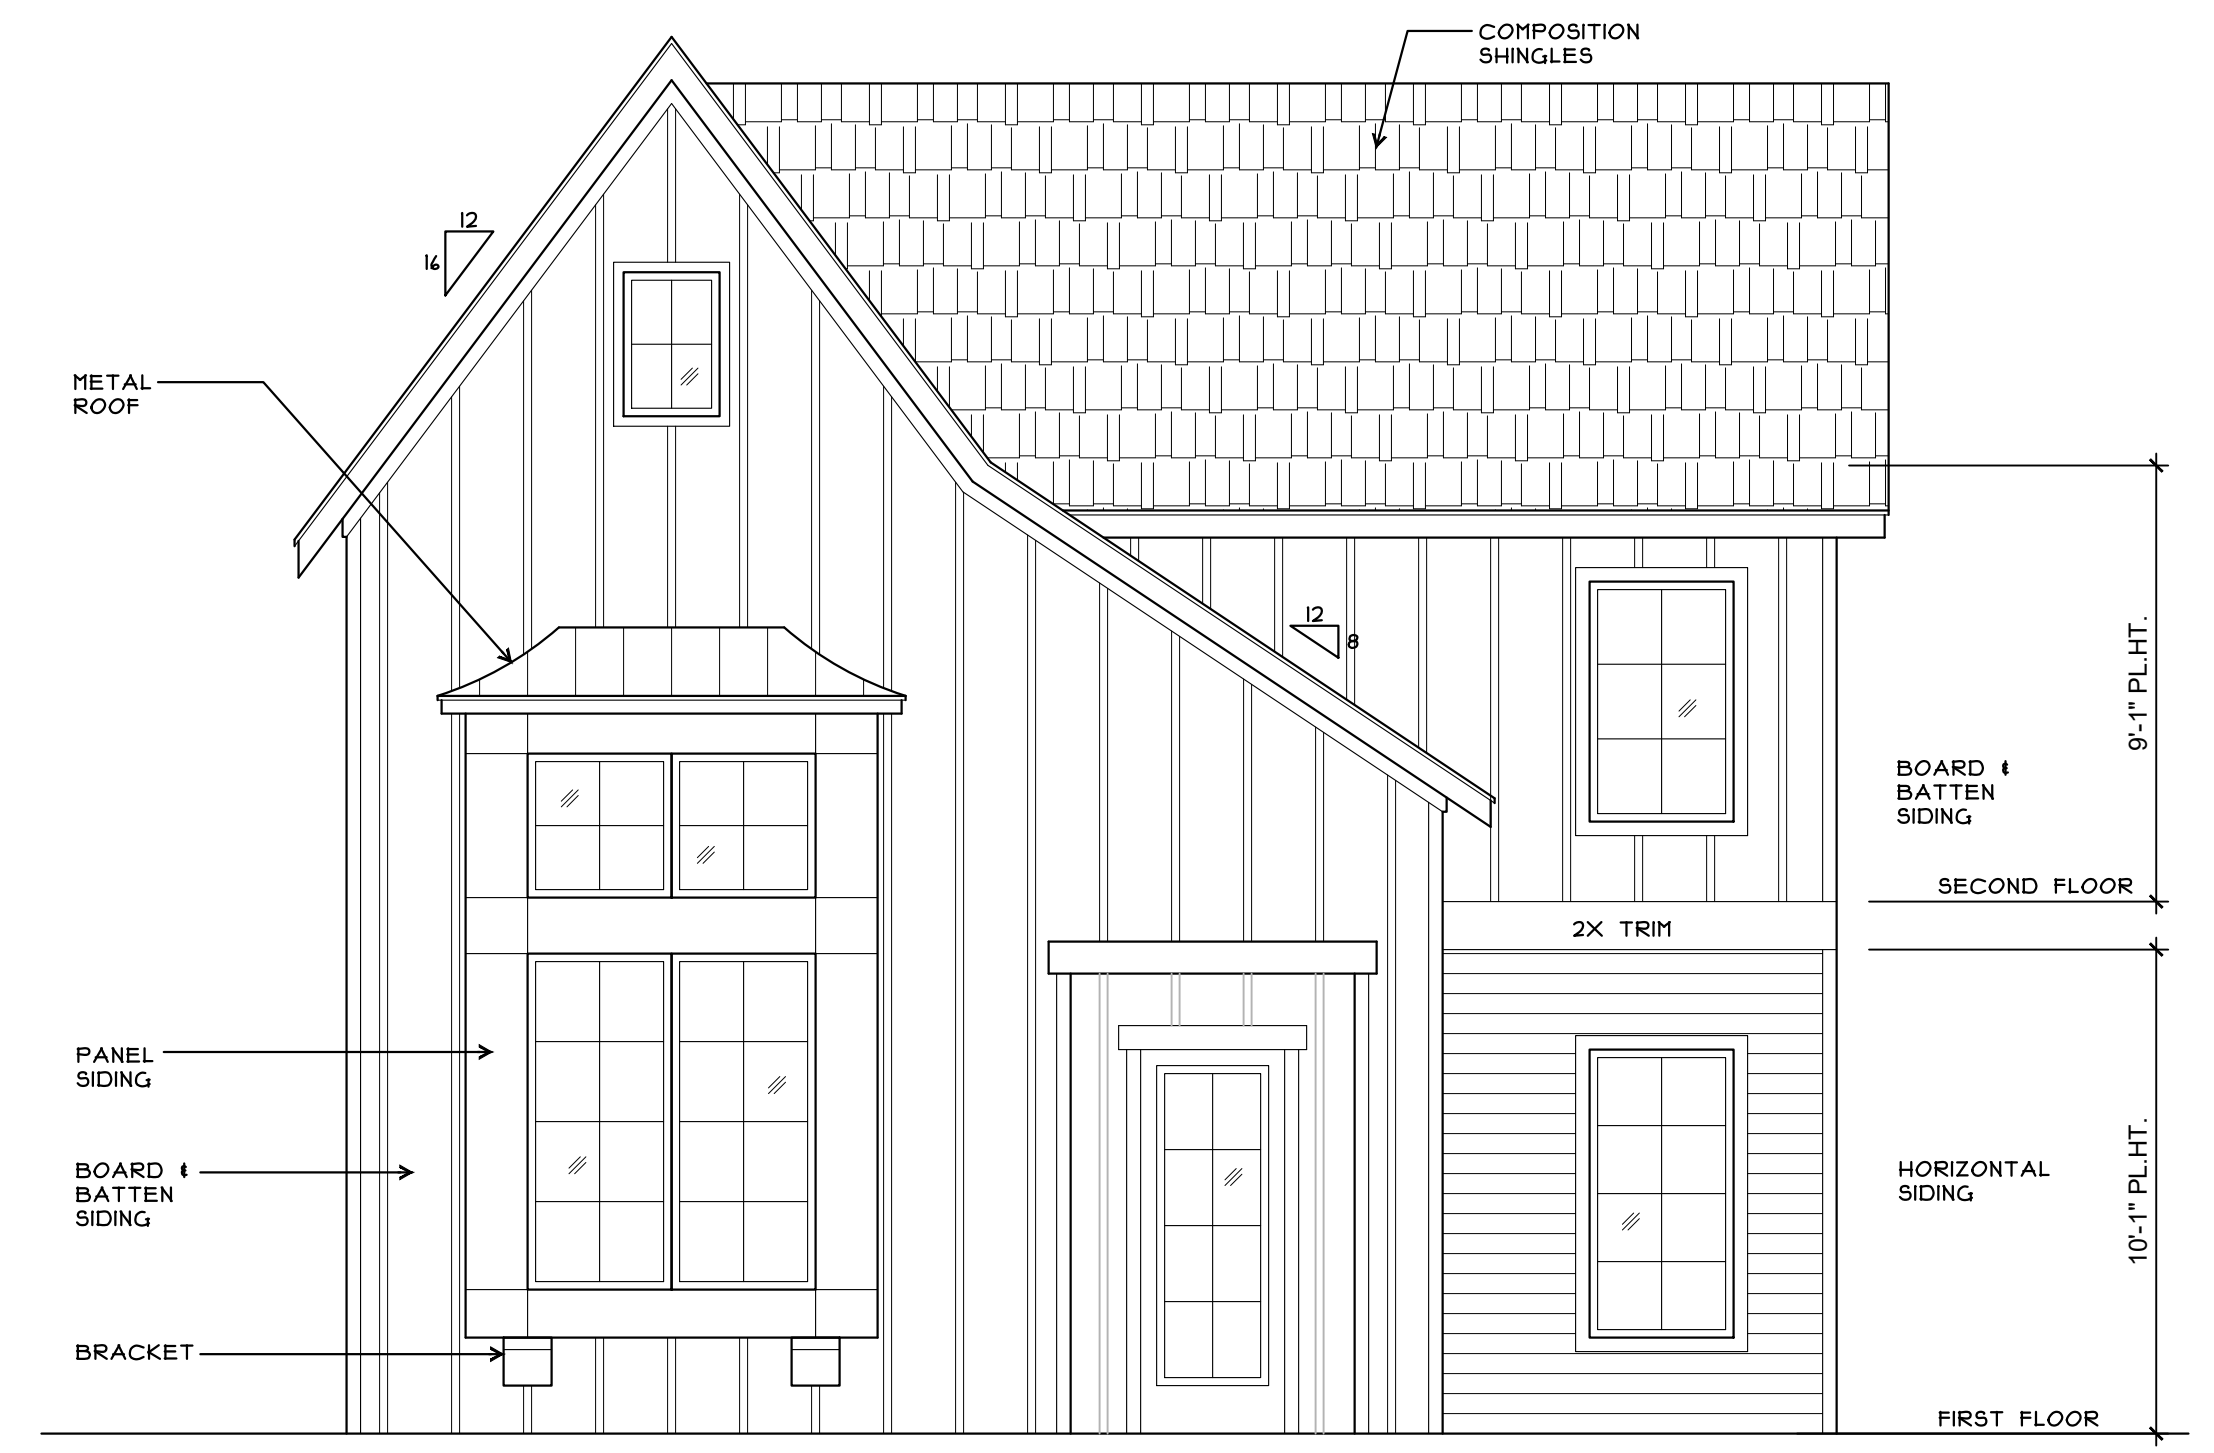 COMPOSITION
SHINGLES
12
16
METAL
ROOF
12
8
9'-1" PL.HT.
BOARD &
BATTEN
SIDING
SECOND FLOOR
2X TRIM
PANEL
SIDING
BOARD &
BATTEN
SIDING
HORIZONTAL
SIDING
10'-1" PL.HT.
BRACKET
FIRST FLOOR